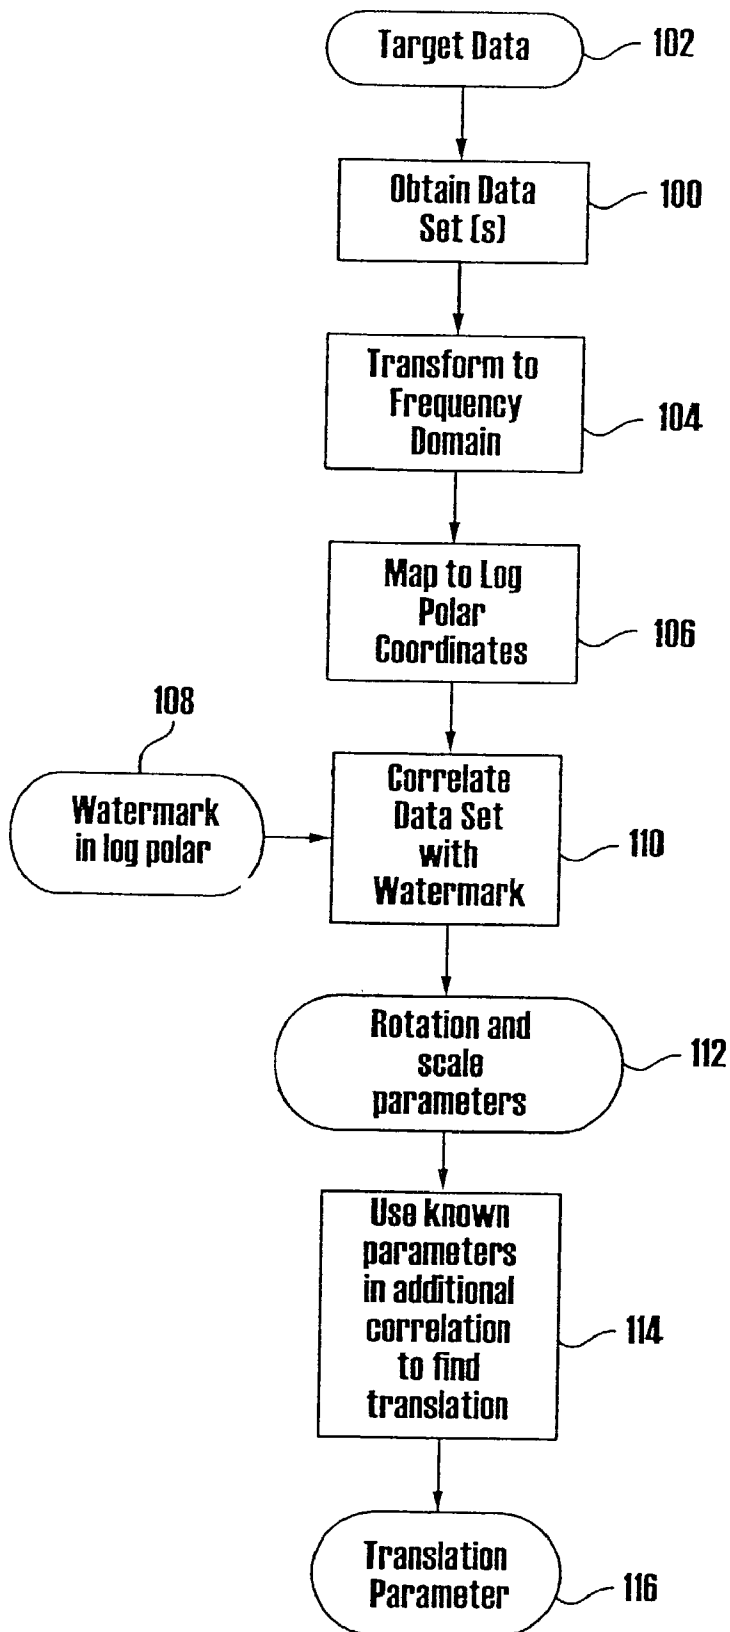 Target Data
102
Obtain Data
Set (s)
100
Transform to
Frequency
Domain
104
Map to Log
Polar
Coordinates
106
108
Watermark
in log polar
Correlate
Data Set
with
Watermark
110
Rotation and
scale
parameters
112
Use known
parameters
in additional
correlation
to find
translation
114
Translation
Parameter
116